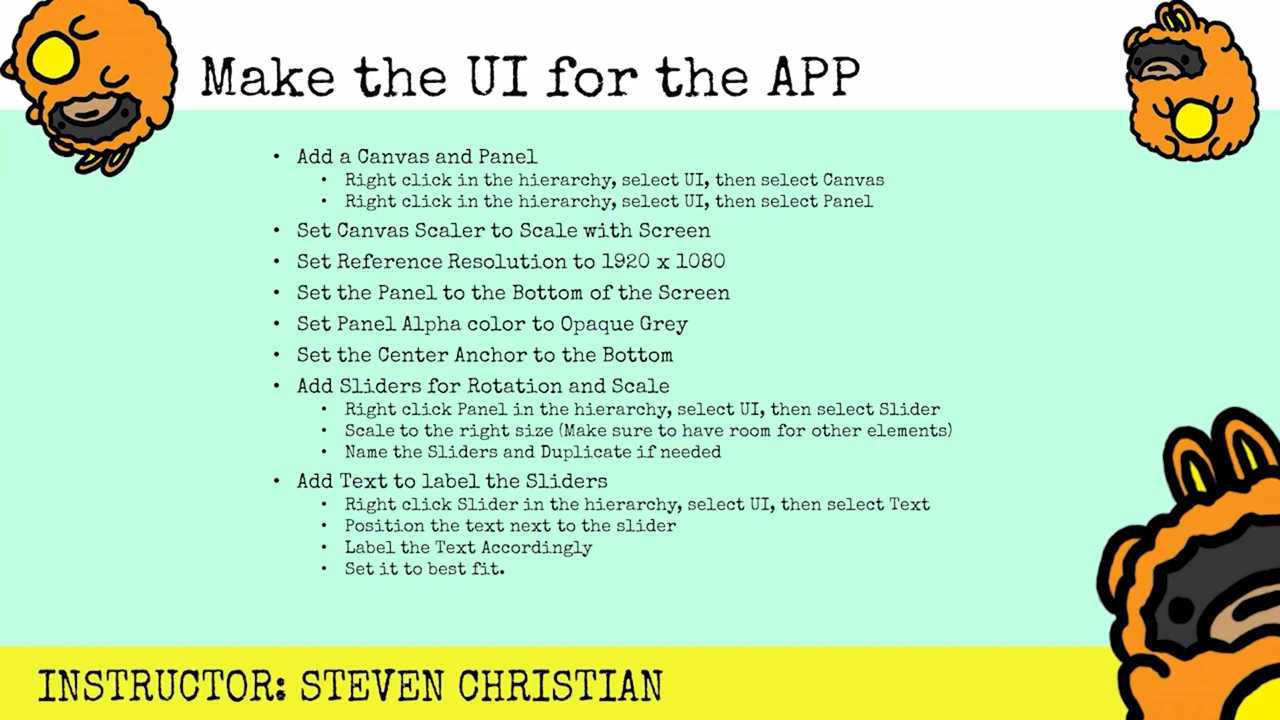 Make the UI for the APP
• Add a Canvas and Panel
• Right click in the hierarchy, select UI, then select Canvas
• Right click in the hierarchy, select UI, then select Panel
• Set Canvas Scaler to Scale with Screen
• Set Reference Resolution to 1920 x 1080
• Set the Panel to the Bottom of the Screen
• Set Panel Alpha color to Opaque Grey
• Set the Center Anchor to the Bottom
• Add Sliders for Rotation and Scale
• Right click Panel in the hierarchy, select UI, then select Slider
• Scale to the right size (Make sure to have room for other elements)
• Name the Sliders and Duplicate if needed
• Add Text to label the Sliders
• Right click Slider in the hierarchy, select UI, then select Text
• Position the text next to the slider
• Label the Text Accordingly
• Set it to best fit.
INSTRUCTOR: STEVEN CHRISTIAN